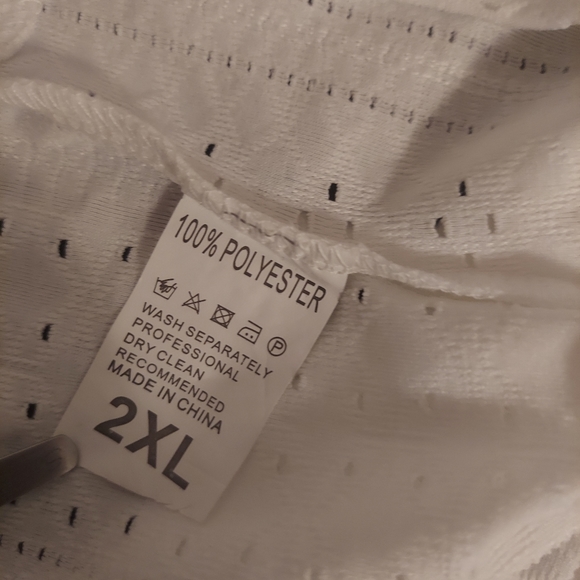 100% POLYESTER
P
WASH SEPARATELY
PROFESSIONAL
DRY CLEAN
RECOMMENDED
MADE IN CHINA
2XL